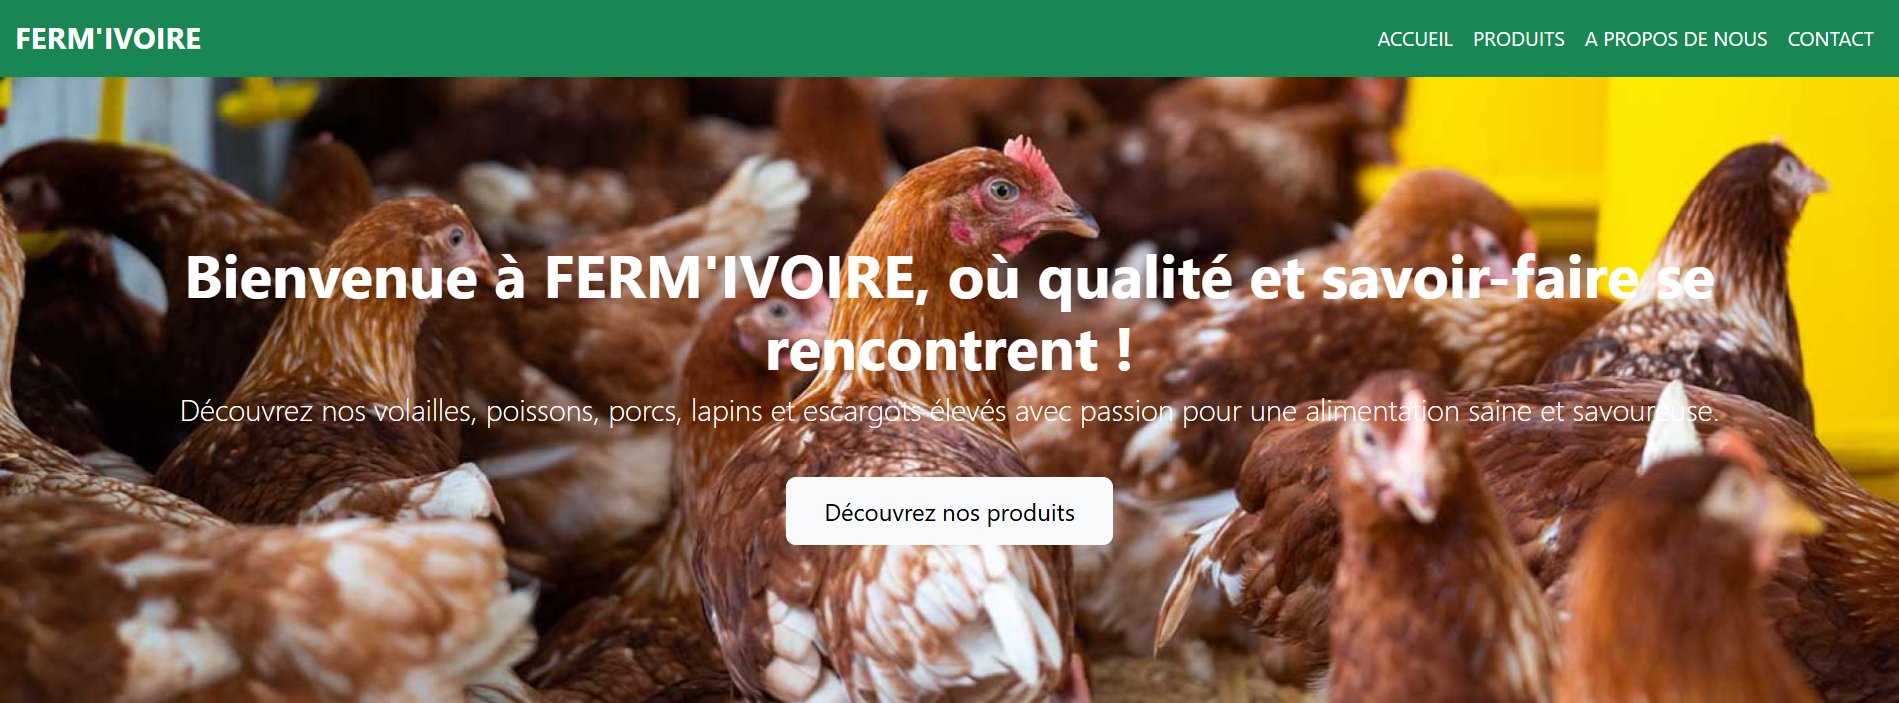 FERM'IVOIRE
ACCUEIL PRODUITS A PROPOS DE NOUS CONTACT
Bienvenue à FERM'IVOIRE, où qualité et savoir-faire se
rencontrent !
Découvrez nos volailles, poissons, porcs, lapins et escargots élevés avec passion pour une alimentation saine et savoureuse.
Découvrez nos produits